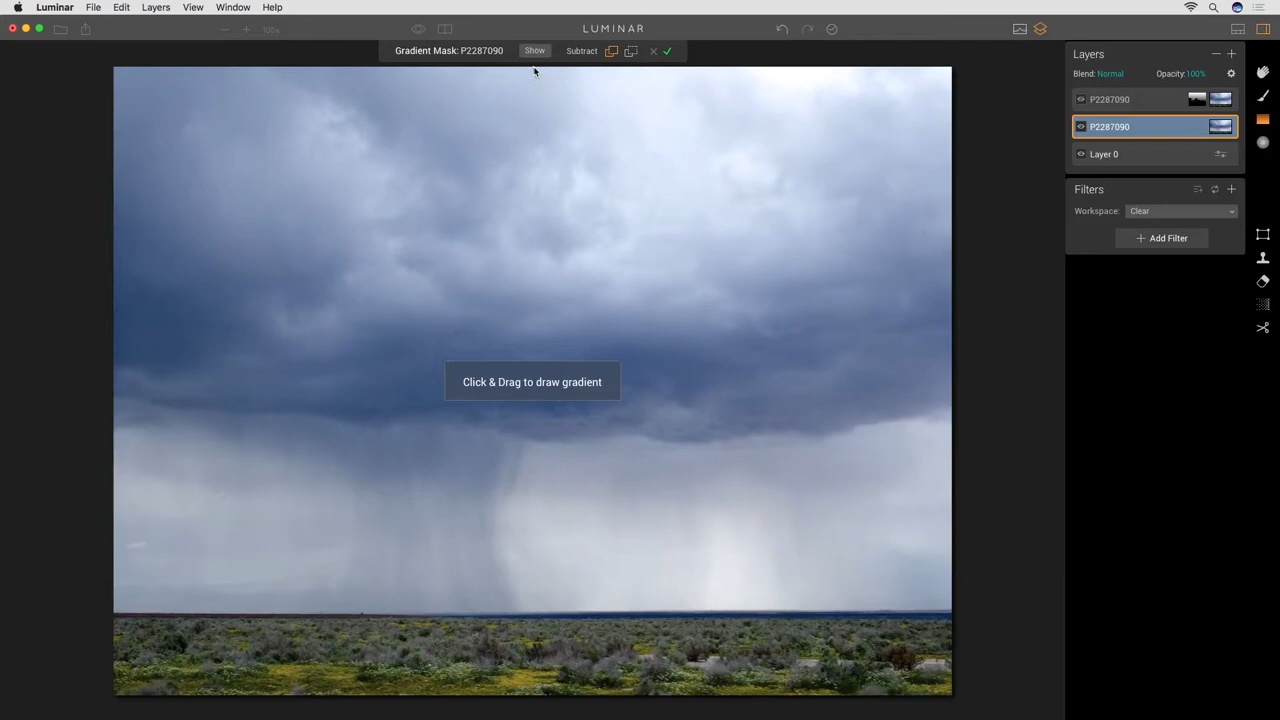 Luminar File Edit Layers View Window Help
100%
LUMINAR
Gradient Mask: P2287090 Show Subtract
Layers
Blend: Normal Opacity: 100%
P2287090
P2287090
Layer 0
Filters
Workspace: Clear
Add Filter
Click & Drag to draw gradient